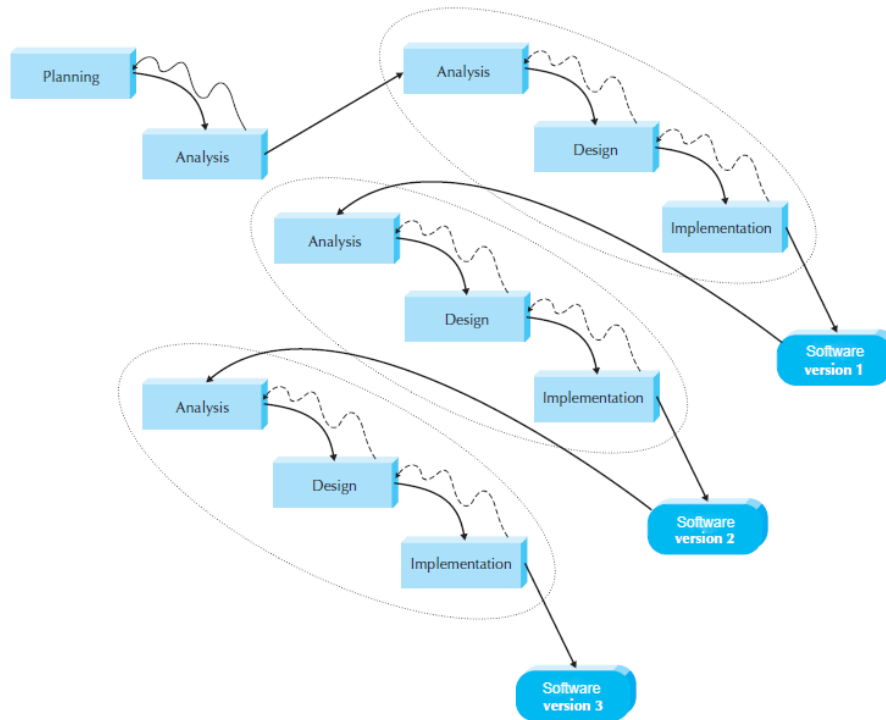 Planning
Analysis
Analysis
Design
Implementation
Software
version 1
Analysis
Design
Implementation
Software
version 2
Analysis
Design
Implementation
Software
version 3